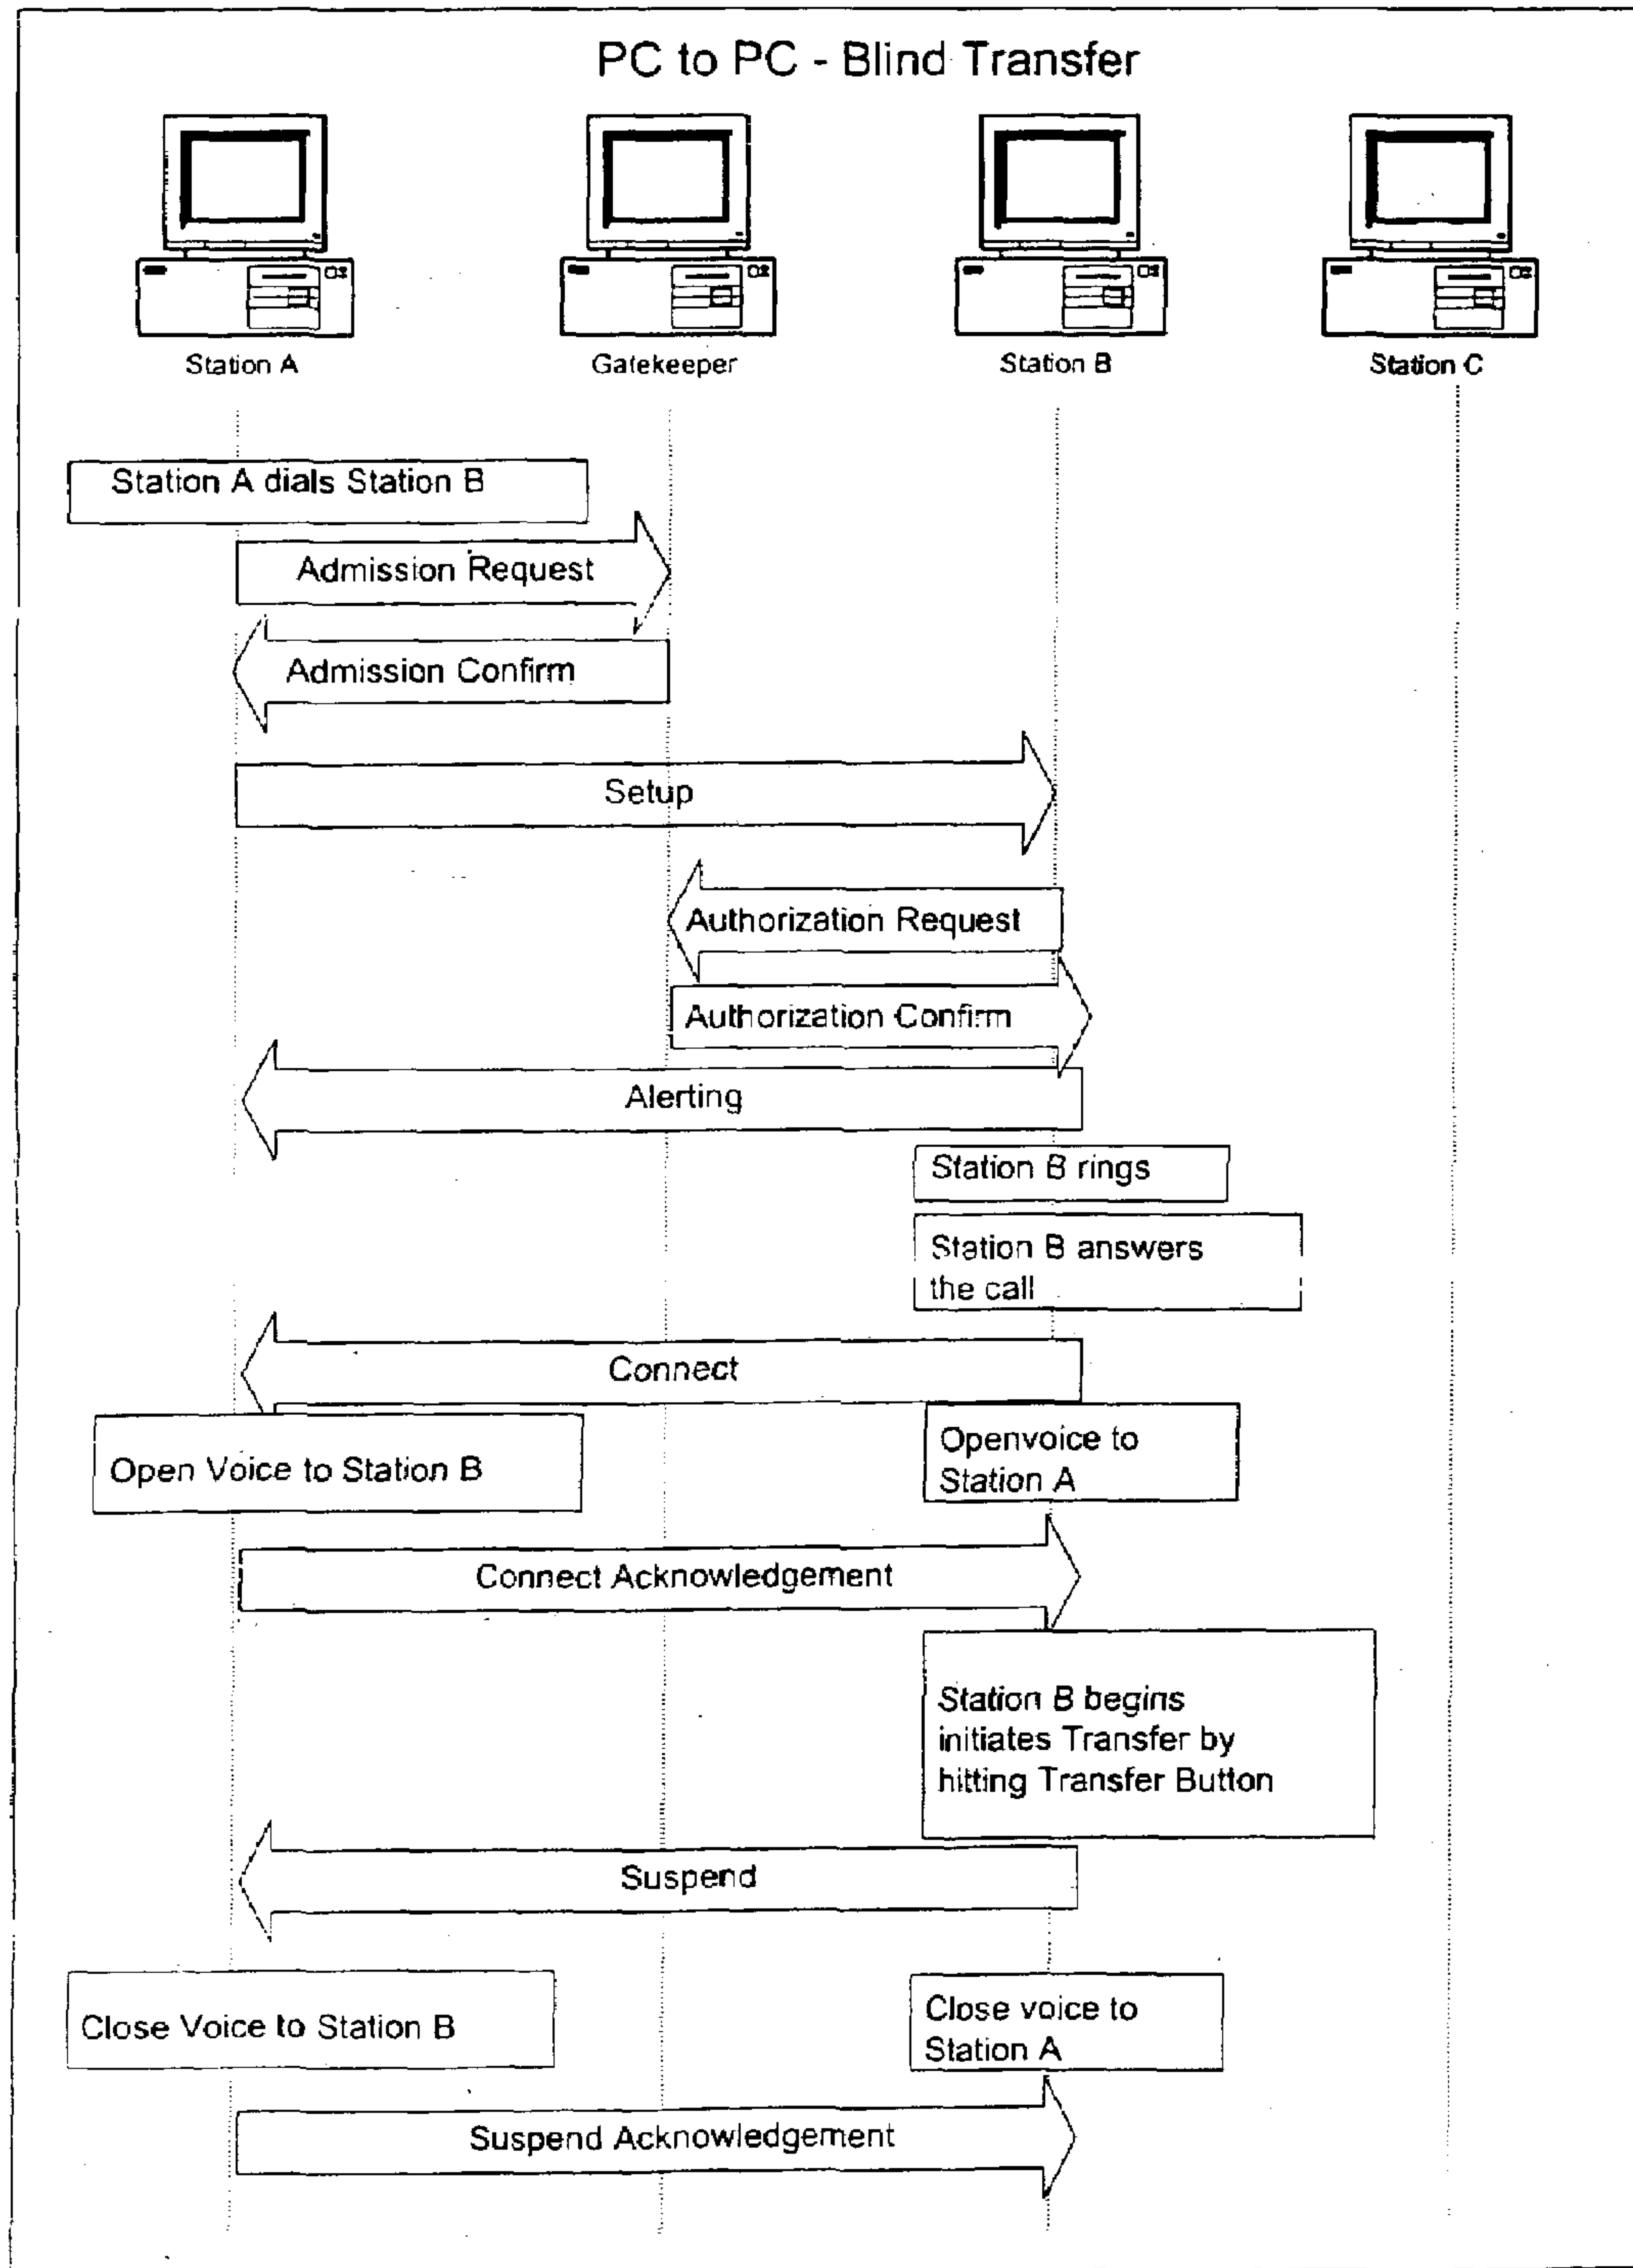 PC to PC - Blind Transfer
Station A
Gatekeeper
Station B
Station C
Station A dials Station B
Admission Request
Admission Confirm
Setup
Authorization Request
Authorization Confirm
Alerting
Station B rings
Station B answers
the call
Connect
Open Voice to Station B
Openvoice to
Station A
Connect Acknowledgement
Station B begins
initiates Transfer by
hitting Transfer Button
Suspend
Close Voice to Station B
Close voice to
Station A
Suspend Acknowledgement